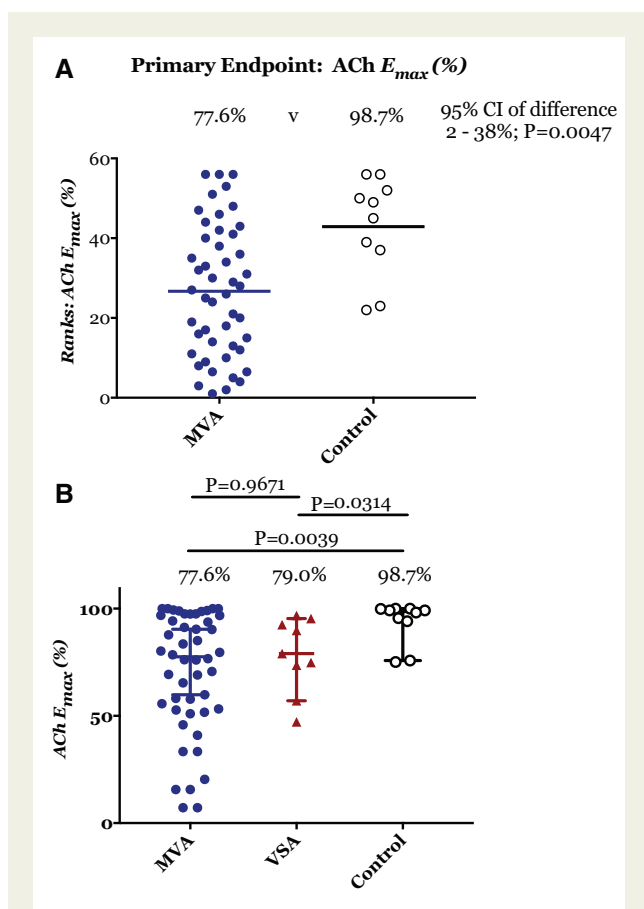 A Primary Endpoint: ACh Emax (%)
77.6% v 98.7% 95% CI of difference
2 - 38%; P=0.0047
Ranks: ACh Emax (%)
60
40
20
0
MVA Control
B
P=0.9671
P=0.0314
P=0.0039
77.6% 79.0% 98.7%
ACh Emax (%)
100
50
0
MVA VSA Control